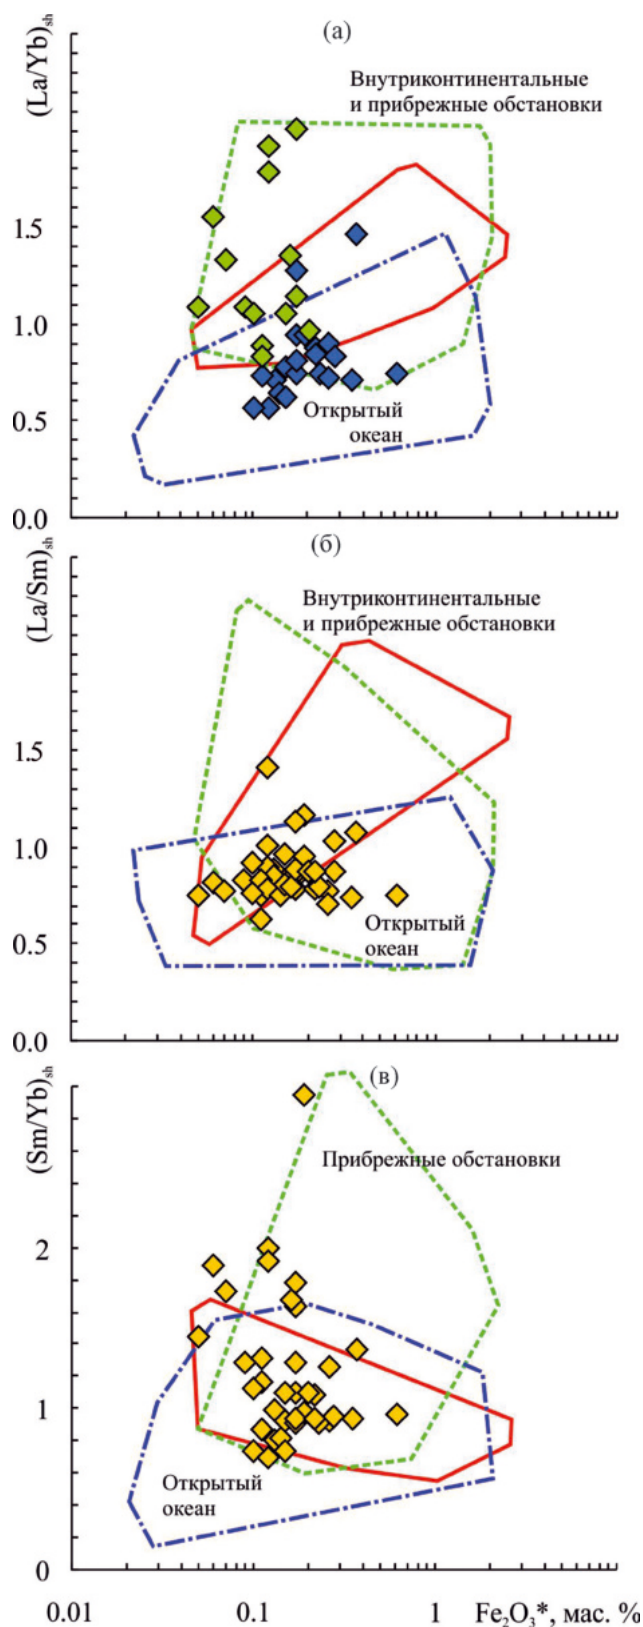 (а)
(La/Yb)sh
Внутриконтинентальные
и прибрежные обстановки
1.5
1.0
0.5
0.0
Открытый
океан
(б)
(La/Sm)sh
Внутриконтинентальные
и прибрежные обстановки
1.5
1.0
0.5
0.0
Открытый
океан
(в)
(Sm/Yb)sh
Прибрежные обстановки
2
1
0
Открытый
океан
0.01 0.1 1 Fe2O3*, мас. %